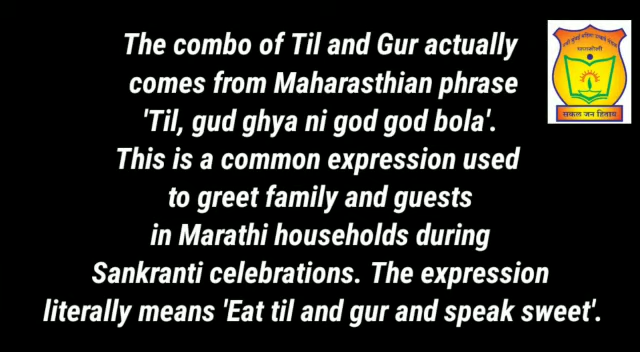 The combo of Til and Gur actually
comes from Maharasthian phrase
'Til, gud ghya ni god god bola'.
This is a common expression used
to greet family and guests
in Marathi households during
Sankranti celebrations. The expression
literally means 'Eat til and gur and speak sweet'.
सकल जन हिताय